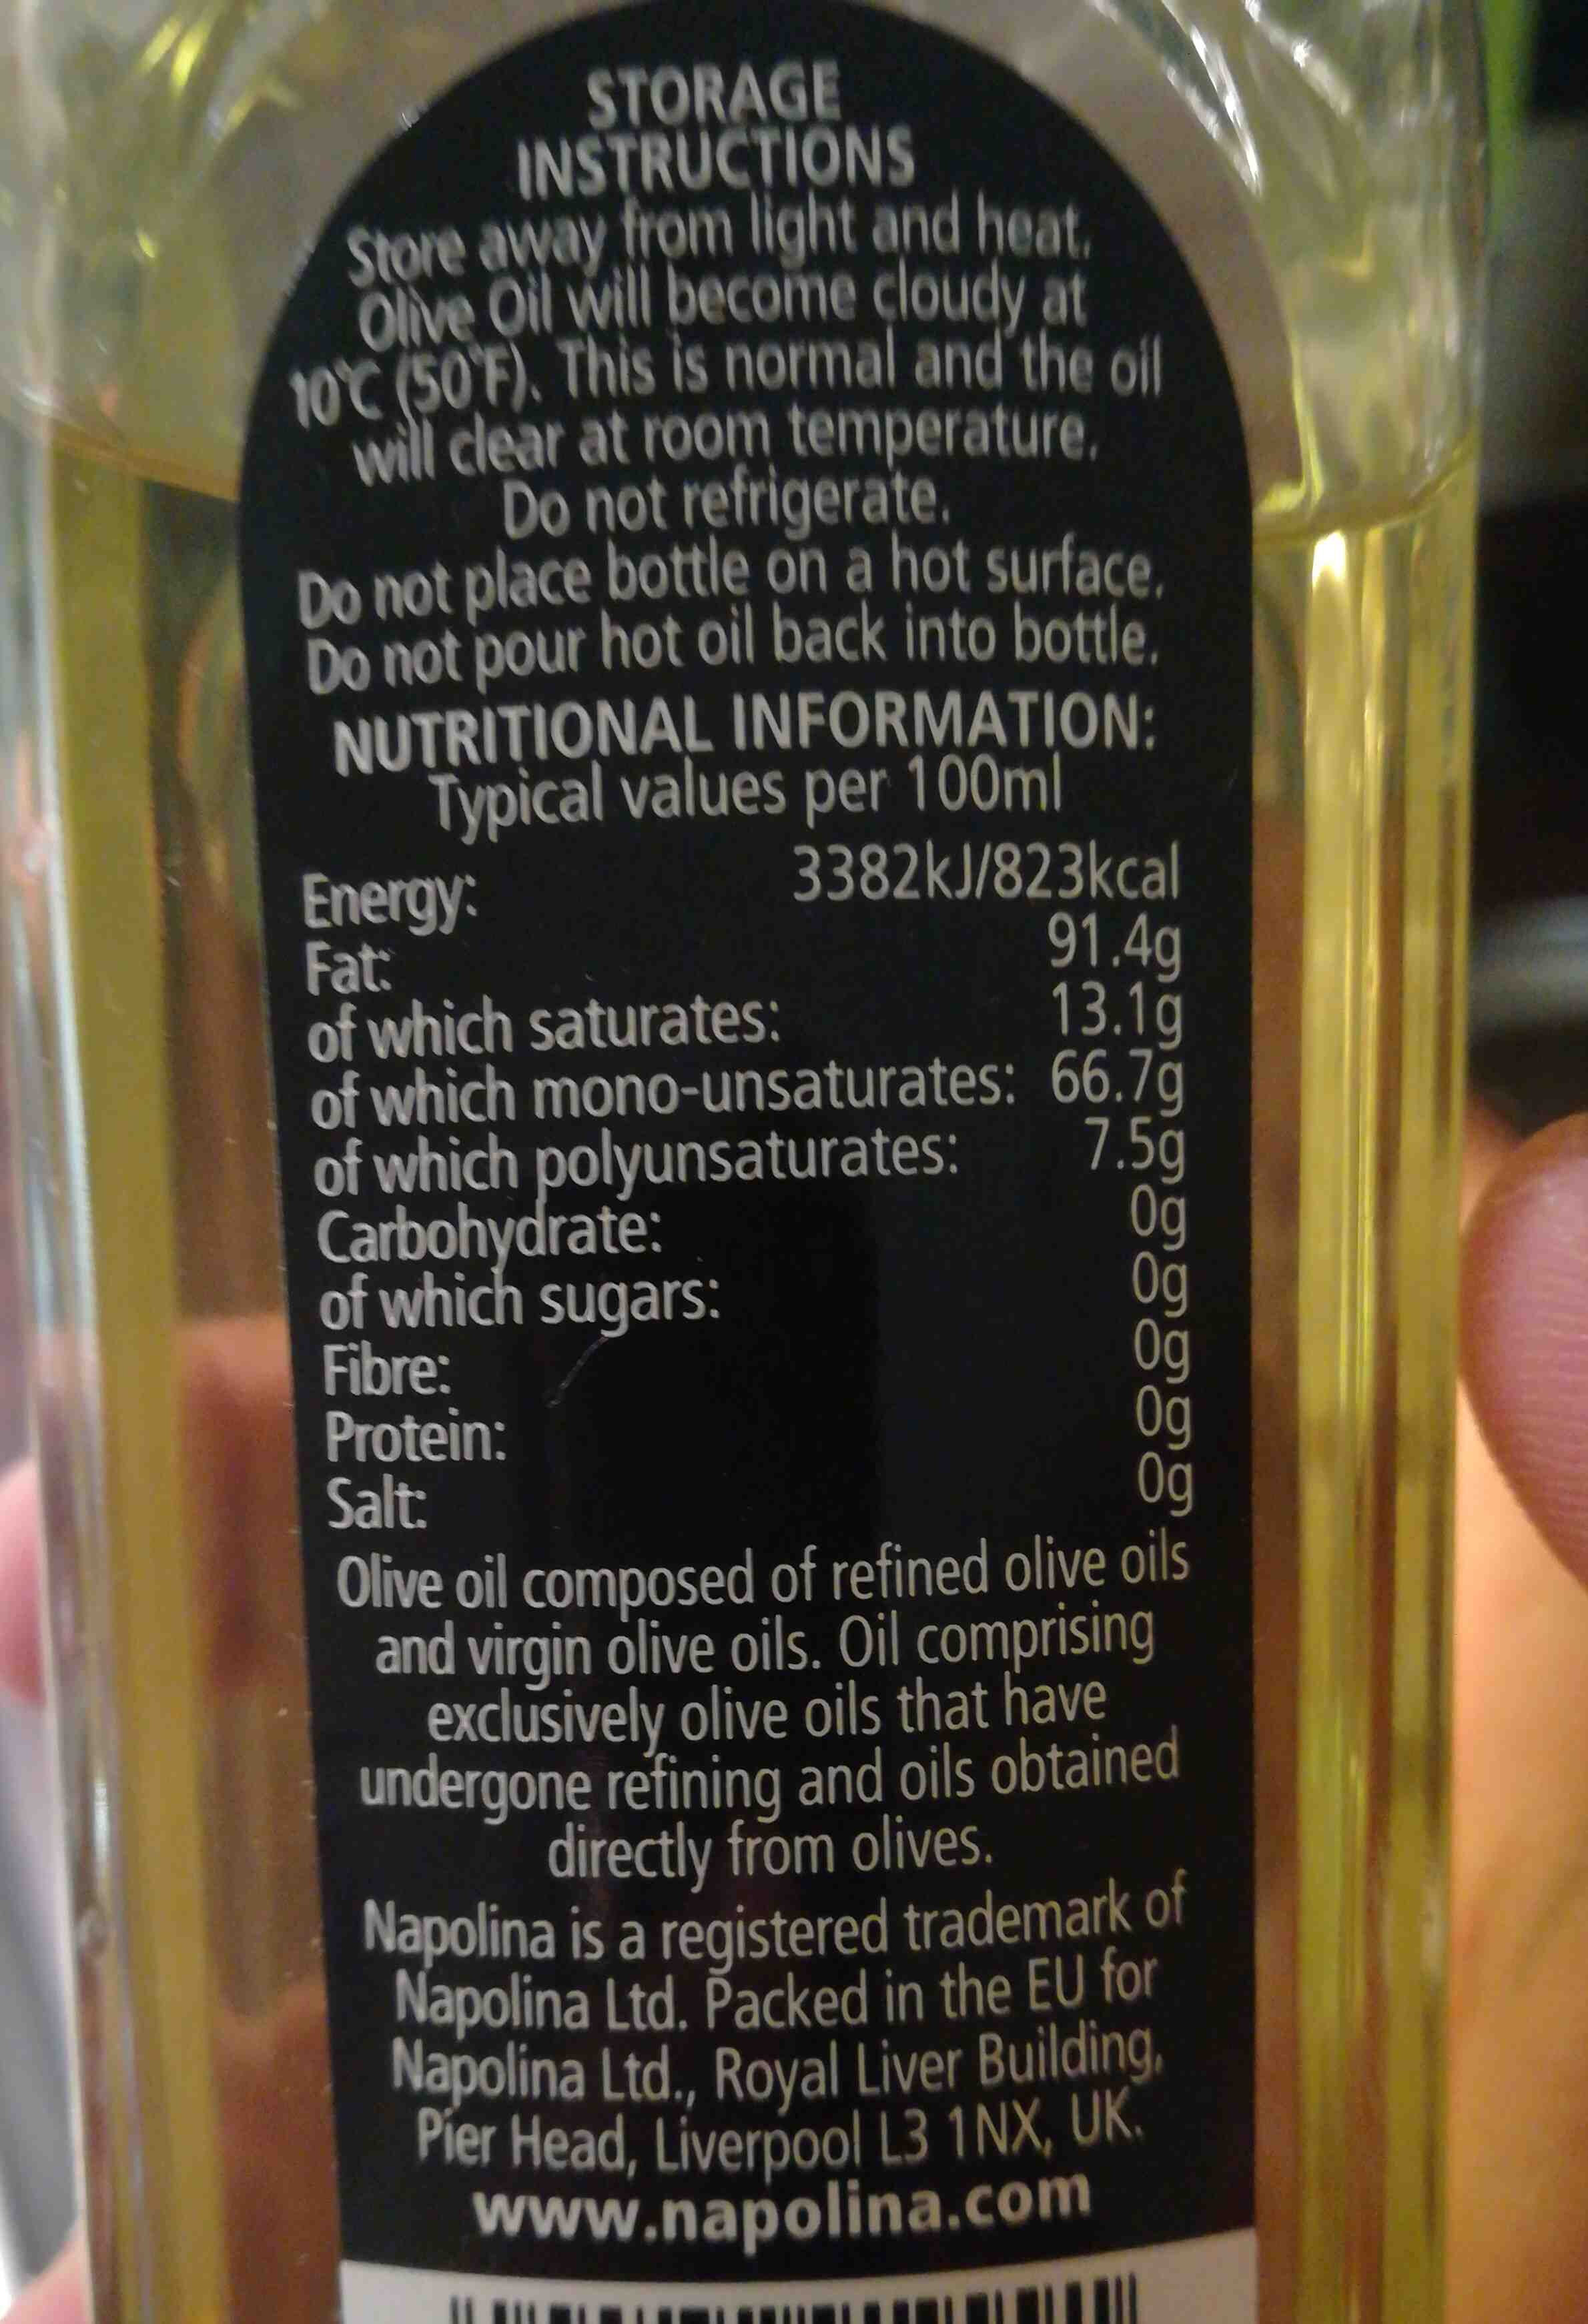 STORAGE
INSTRUCTIONS
Store away from light and heat.
Olive Oil will become cloudy at
10°C (50°F). This is normal and the oil
will clear at room temperature.
Do not refrigerate.
Do not place bottle on a hot surface.
Do not pour hot oil back into bottle.
NUTRITIONAL INFORMATION:
Typical values per 100ml
Energy: 3382kJ/823kcal
Fat: 91.4g
of which saturates: 13.1g
of which mono-unsaturates: 66.7g
of which polyunsaturates: 7.5g
Carbohydrate: 0g
of which sugars: 0g
Fibre: 0g
Protein: 0g
Salt: 0g
Olive oil composed of refined olive oils
and virgin olive oils. Oil comprising
exclusively olive oils that have
undergone refining and oils obtained
directly from olives.
Napolina is a registered trademark of
Napolina Ltd. Packed in the EU for
Napolina Ltd., Royal Liver Building,
Pier Head, Liverpool L3 1NX, UK.
www.napolina.com